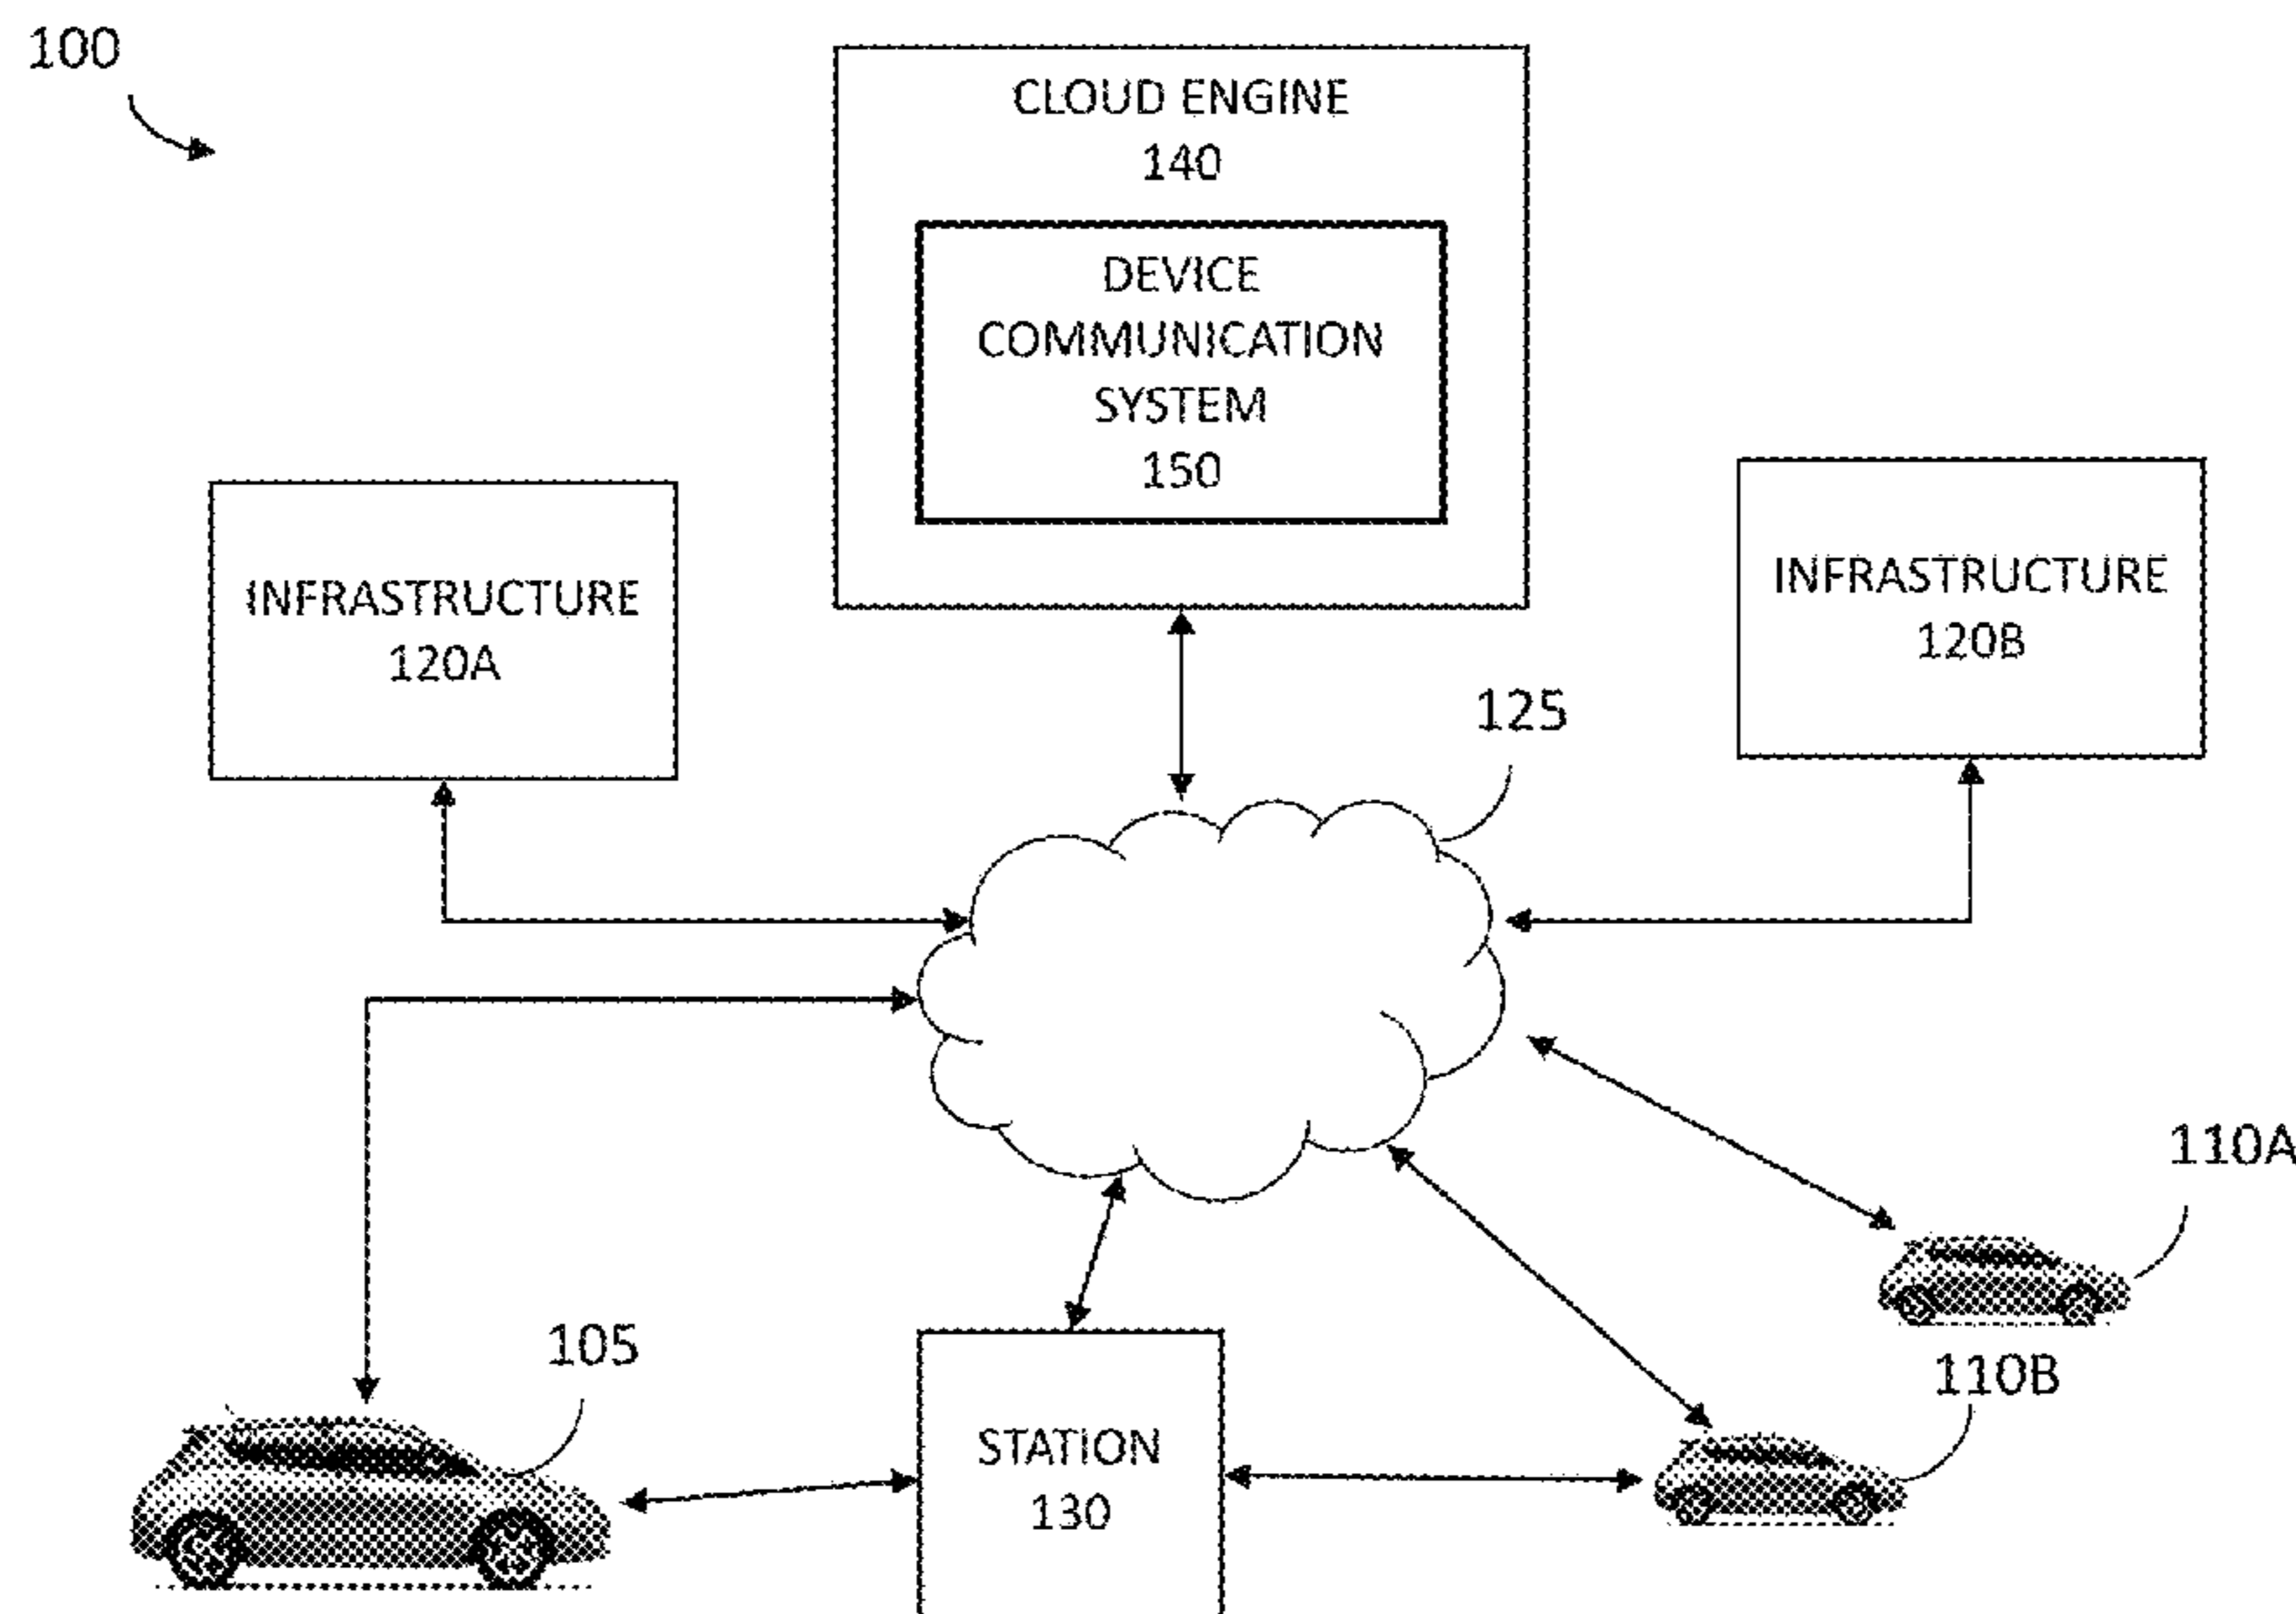 100
CLOUD ENGINE
140
DEVICE
COMMUNICATION
SYSTEM
150
INFRASTRUCTURE
120A
INFRASTRUCTURE
120B
125
110A
105
110B
STATION
130